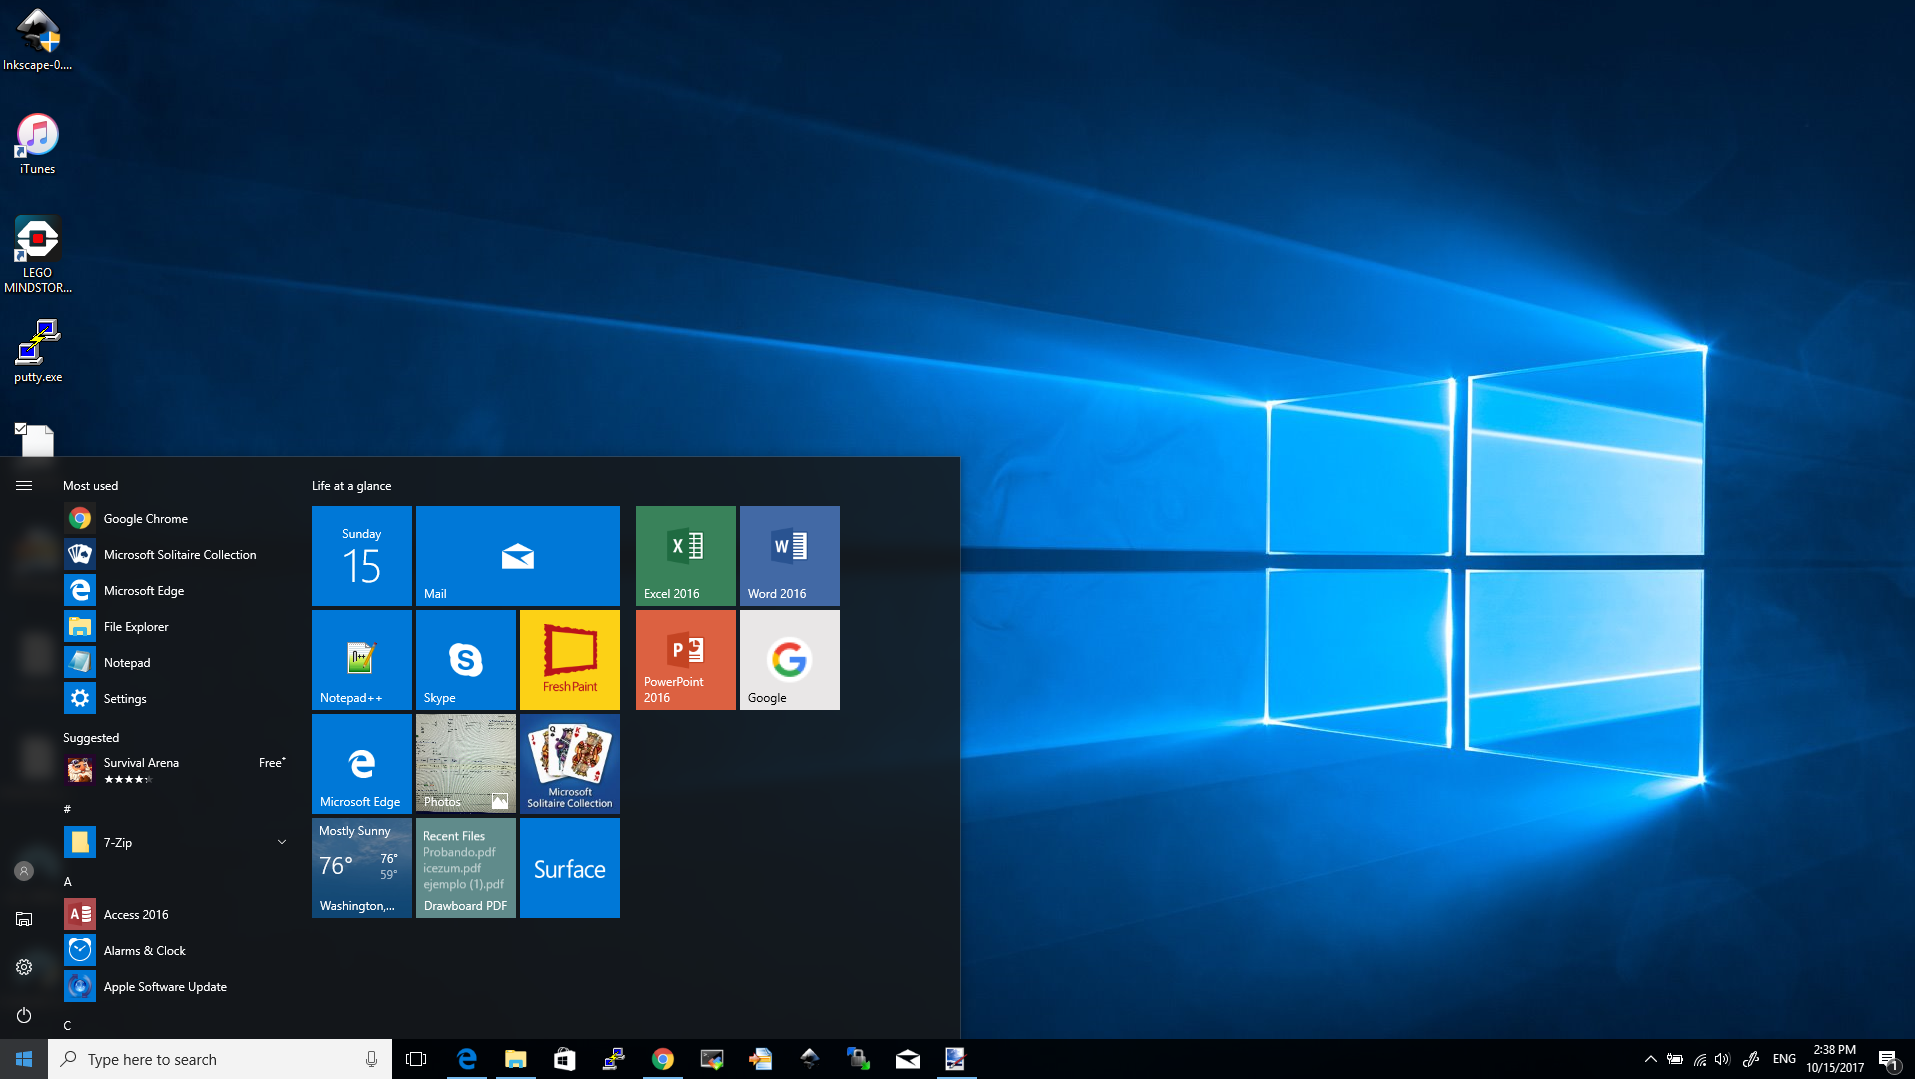 Inkscape-0....
iTunes
LEGO
MINDSTOR...
putty.exe
Most used
Google Chrome
Microsoft Solitaire Collection
Microsoft Edge
File Explorer
Notepad
Settings
Suggested
Survival Arena
Free*
#
7-Zip
A
Access 2016
Alarms & Clock
Apple Software Update
C
Life at a glance
Sunday
15
Mail
Notepad++
Skype
Fresh Paint
Microsoft Edge
Photos
Microsoft
Solitaire Collection
Mostly Sunny
76°
76°
59°
Washington,...
Recent Files
Probando.pdf
icezum.pdf
ejemplo (1).pdf
Drawboard PDF
Surface
Excel 2016
Word 2016
PowerPoint
2016
Google
Type here to search
ENG
2:38 PM
10/15/2017
1